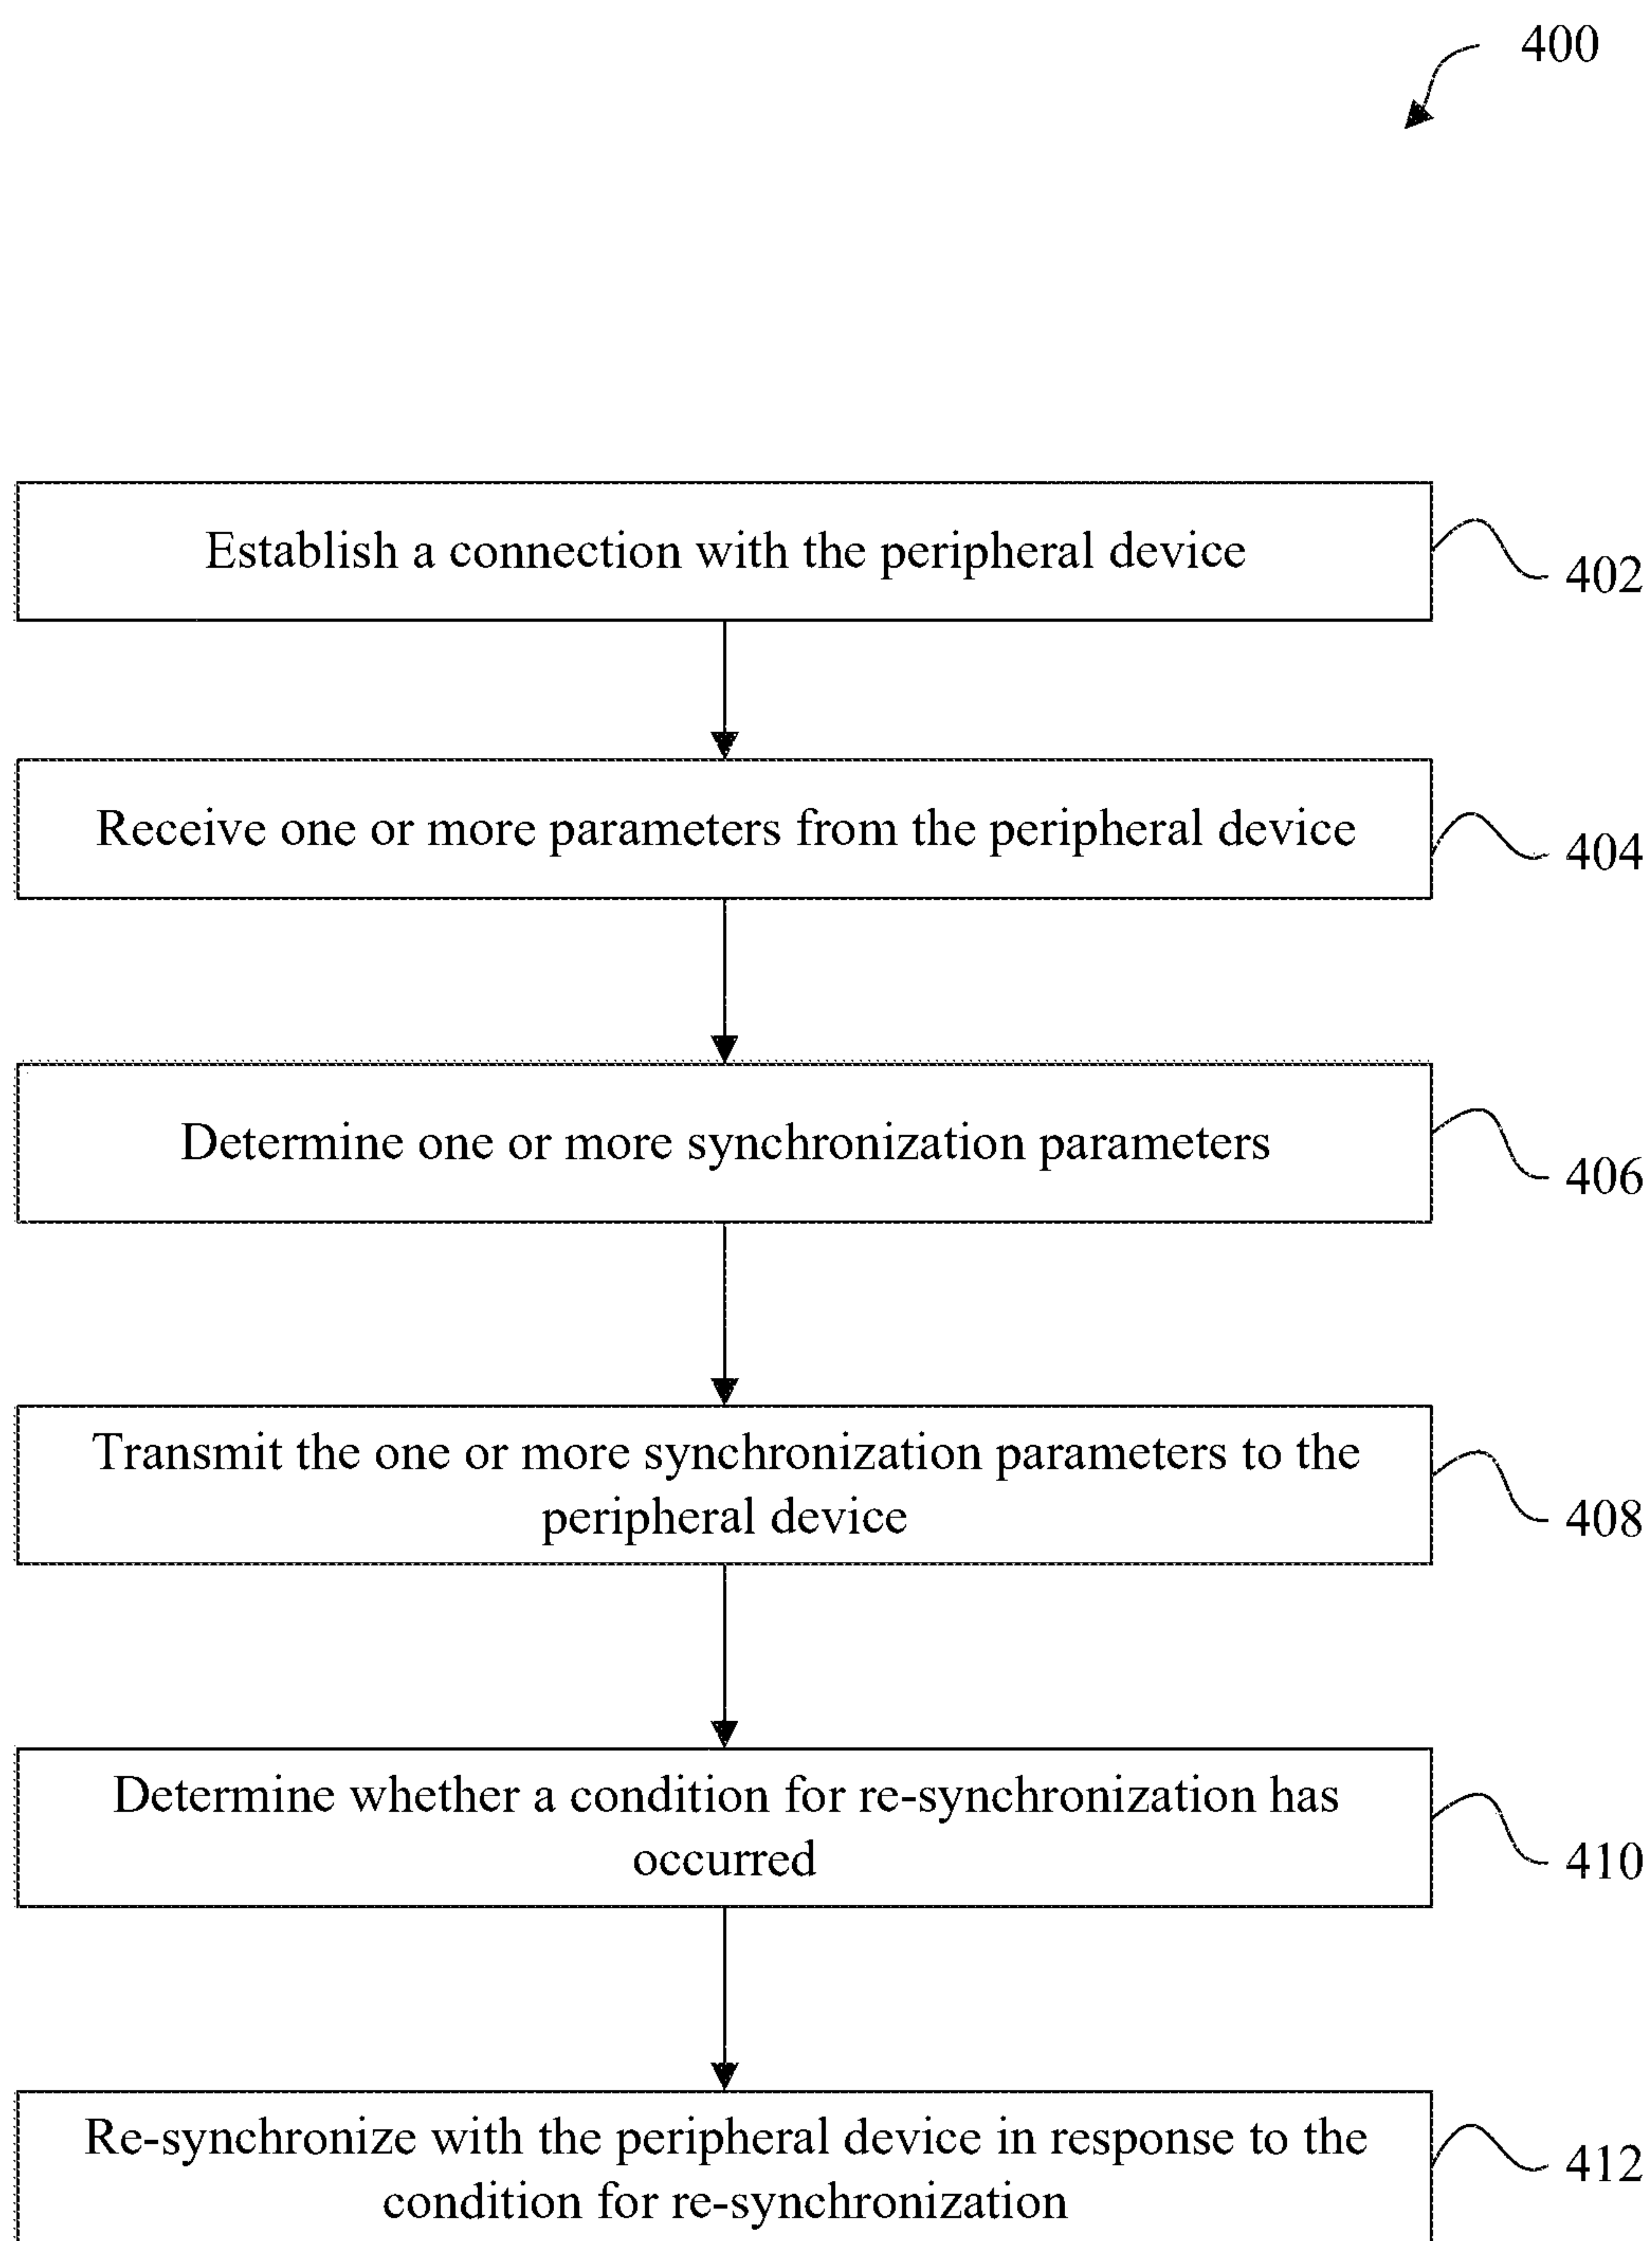 400
Establish a connection with the peripheral device
402
Receive one or more parameters from the peripheral device
404
Determine one or more synchronization parameters
406
Transmit the one or more synchronization parameters to the
peripheral device
408
Determine whether a condition for re-synchronization has
occurred
410
Re-synchronize with the peripheral device in response to the
condition for re-synchronization
412